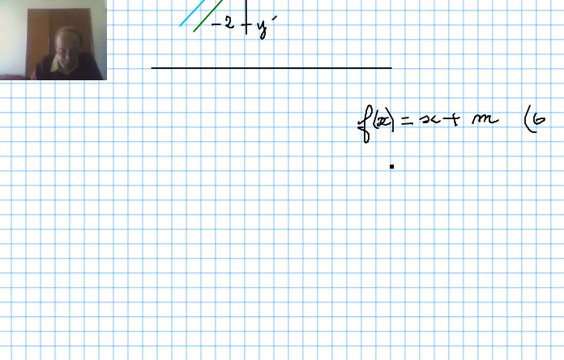 -2 y'
f(x) = x + m (6